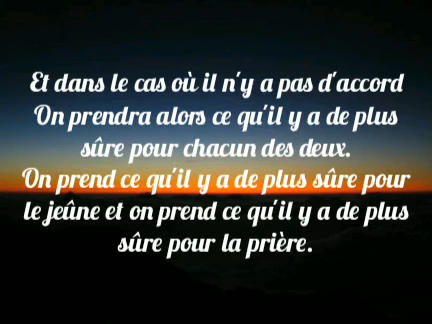 Et dans le cas où il n'y a pas d'accord
On prendra alors ce qu'il y a de plus
sûre pour chacun des deux.
On prend ce qu'il y a de plus sûre pour
le jeûne et on prend ce qu'il y a de plus
sûre pour la prière.